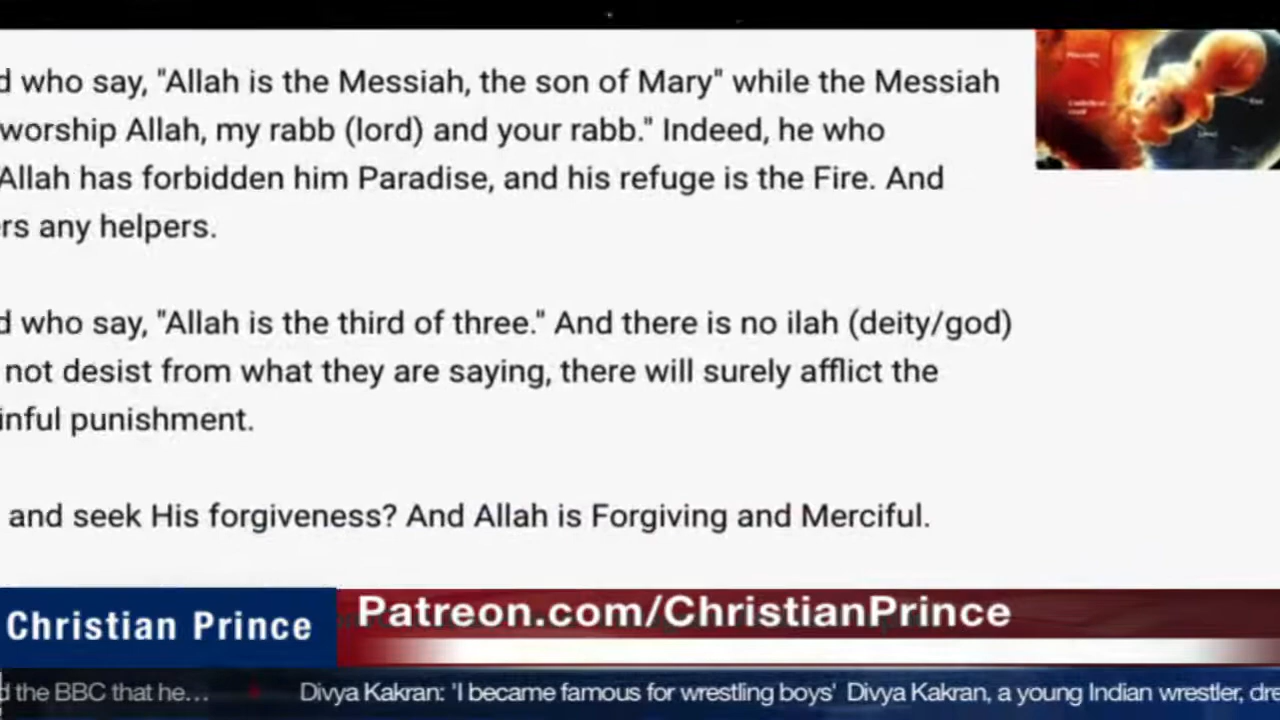 d who say, "Allah is the Messiah, the son of Mary" while the Messiah
worship Allah, my rabb (lord) and your rabb." Indeed, he who
Allah has forbidden him Paradise, and his refuge is the Fire. And
rs any helpers.
d who say, "Allah is the third of three." And there is no ilah (deity/god)
not desist from what they are saying, there will surely afflict the
inful punishment.
and seek His forgiveness? And Allah is Forgiving and Merciful.
Christian Prince
Patreon.com/ChristianPrince
d the BBC that he... Divya Kakran: 'I became famous for wrestling boys' Divya Kakran, a young Indian wrestler, dre